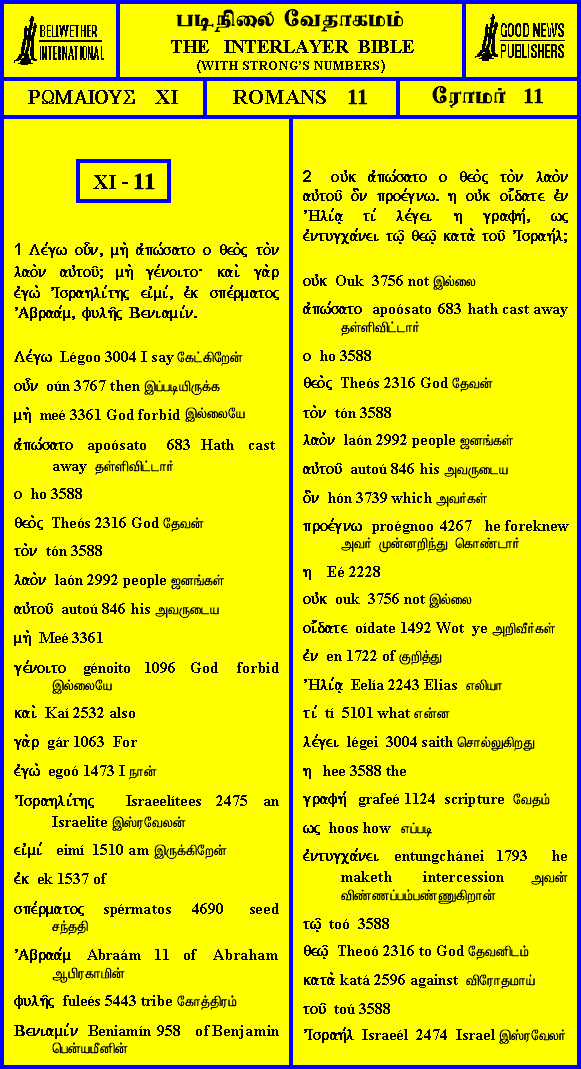 BELLWETHER
INTERNATIONAL
படிநிலை வேதாகமம்
THE INTERLAYER BIBLE
(WITH STRONG'S NUMBERS)
GOOD NEWS
PUBLISHERS
ΡΩΜΑΙΟΥΣ XI
ROMANS 11
ரோமர் 11
XI - 11
1 Λέγω οὖν, μὴ ἀπώσατο ο θεὸς τὸν
λαὸν αὐτοῦ; μὴ γένοιτο· καὶ γὰρ
ἐγὼ Ἰσραηλίτης εἰμί, ἐκ σπέρματος
Ἀβραάμ, φυλῆς Βενιαμίν.
Λέγω Légoo 3004 I say கேட்கிறேன்
οὖν oún 3767 then இப்படியிருக்க
μὴ meé 3361 God forbid இல்லையே
ἀπώσατο apoósato 683 Hath cast
away தள்ளிவிட்டார்
ο ho 3588
θεὸς Theós 2316 God தேவன்
τὸν tón 3588
λαὸν laón 2992 people ஜனங்கள்
αὐτοῦ autoú 846 his அவருடைய
μὴ Meé 3361
γένοιτο génoito 1096 God forbid
இல்லையே
καὶ Kaí 2532 also
γὰρ gár 1063 For
ἐγὼ egoó 1473 I நான்
Ἰσραηλίτης Israeelítees 2475 an
Israelite இஸ்ரவேலன்
εἰμί eimí 1510 am இருக்கிறேன்
ἐκ ek 1537 of
σπέρματος spérmatos 4690 seed
சந்ததி
Ἀβραάμ Abraám 11 of Abraham
ஆபிரகாமின்
φυλῆς fuleés 5443 tribe கோத்திரம்
Βενιαμίν Beniamín 958 of Benjamin
பென்யமீனின்
2 οὐκ ἀπώσατο ο θεὸς τὸν λαὸν
αὐτοῦ ὃν προέγνω. η οὐκ οἴδατε ἐν
Ἠλίᾳ τί λέγει η γραφή, ως
ἐντυγχάνει τῷ θεῷ κατὰ τοῦ Ἰσραήλ;
οὐκ Ouk 3756 not இல்லை
ἀπώσατο apoósato 683 hath cast away
தள்ளிவிட்டார்
ο ho 3588
θεὸς Theós 2316 God தேவன்
τὸν tón 3588
λαὸν laón 2992 people ஜனங்கள்
αὐτοῦ autoú 846 his அவருடைய
ὃν hón 3739 which அவர்கள்
προέγνω proégnoo 4267 he foreknew
அவர் முன்னறிந்து கொண்டார்
η Eé 2228
οὐκ ouk 3756 not இல்லை
οἴδατε oídate 1492 Wot ye அறிவீர்கள்
ἐν en 1722 of குறித்து
Ἠλίᾳ Eelía 2243 Elias எலியா
τί tí 5101 what என்ன
λέγει légei 3004 saith சொல்லுகிறது
η hee 3588 the
γραφή grafeé 1124 scripture வேதம்
ως hoos how எப்படி
ἐντυγχάνει entungchánei 1793 he
maketh intercession அவன்
விண்ணப்பம்பண்ணுகிறான்
τῷ toó 3588
θεῷ Theoó 2316 to God தேவனிடம்
κατὰ katá 2596 against விரோதமாய்
τοῦ toú 3588
Ἰσραήλ Israeél 2474 Israel இஸ்ரவேலர்